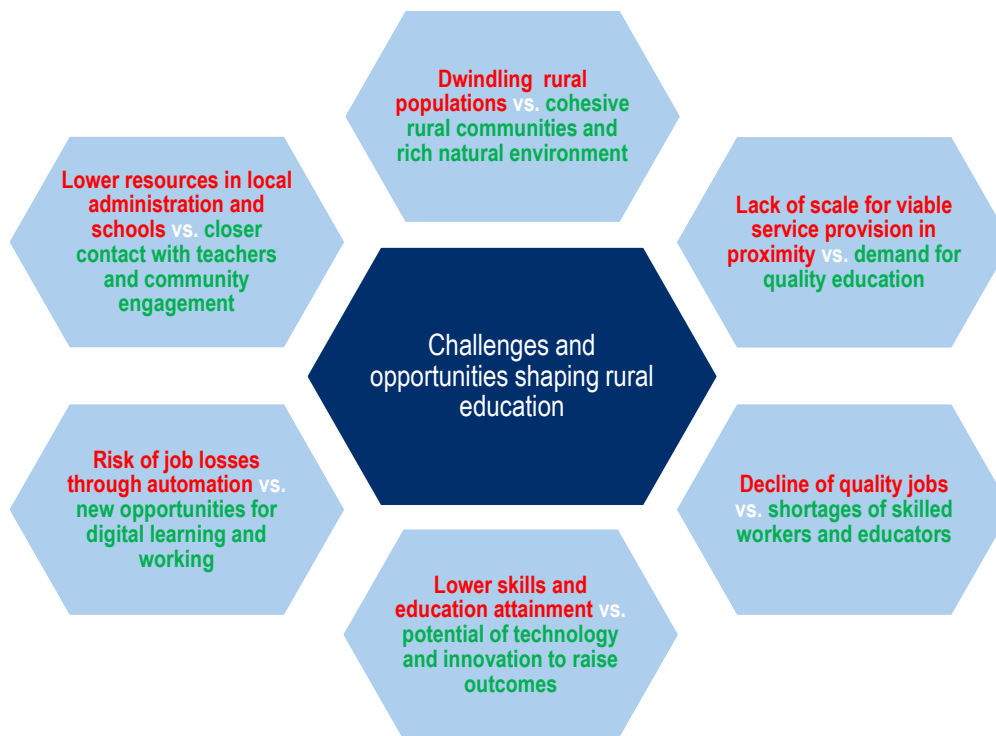 Dwindling rural
populations vs. cohesive
rural communities and
rich natural environment
Lower resources in local
administration and
schools vs. closer
contact with teachers
and community
engagement
Lack of scale for viable
service provision in
proximity vs. demand for
quality education
Challenges and
opportunities shaping rural
education
Risk of job losses
through automation vs.
new opportunities for
digital learning and
working
Decline of quality jobs
vs. shortages of skilled
workers and educators
Lower skills and
education attainment vs.
potential of technology
and innovation to raise
outcomes